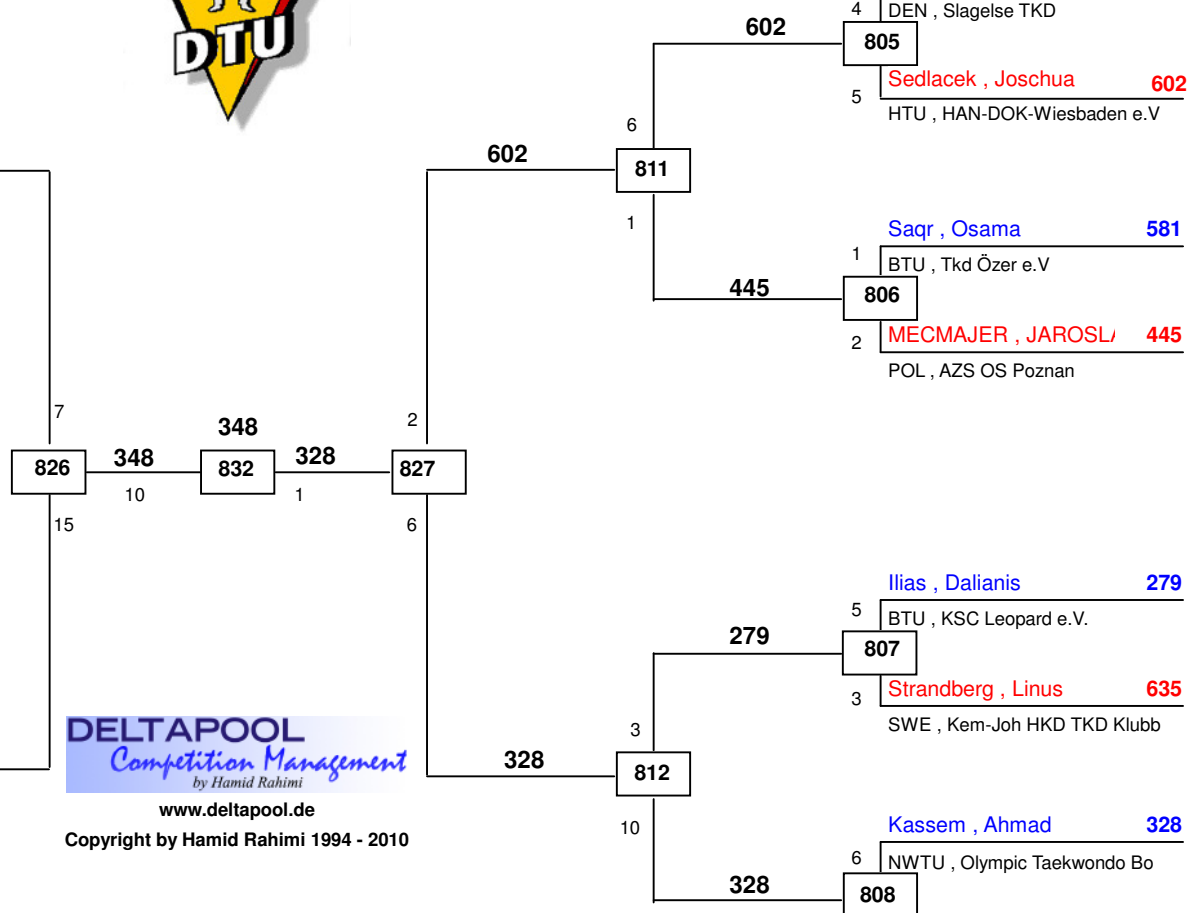 DTU
4
DEN , Slagelse TKD
602
805
Sedlacek , Joschua 602
5
HTU , HAN-DOK-Wiesbaden e.V
6
602
811
1
Saqr , Osama 581
1
BTU , Tkd Özer e.V
445
806
MECMAJER , JAROSL
445
2
POL , AZS OS Poznan
7
348
2
826
348
832
328
827
10
1
15
6
Ilias , Dalianis 279
5
BTU , KSC Leopard e.V.
279
807
Strandberg , Linus 635
3
SWE , Kem-Joh HKD TKD Klubb
3
328
812
10
Kassem , Ahmad 328
6
NWTU , Olympic Taekwondo Bo
328
808
DELTAPOOL
Competition Management
by Hamid Rahimi
www.deltapool.de
Copyright by Hamid Rahimi 1994 - 2010